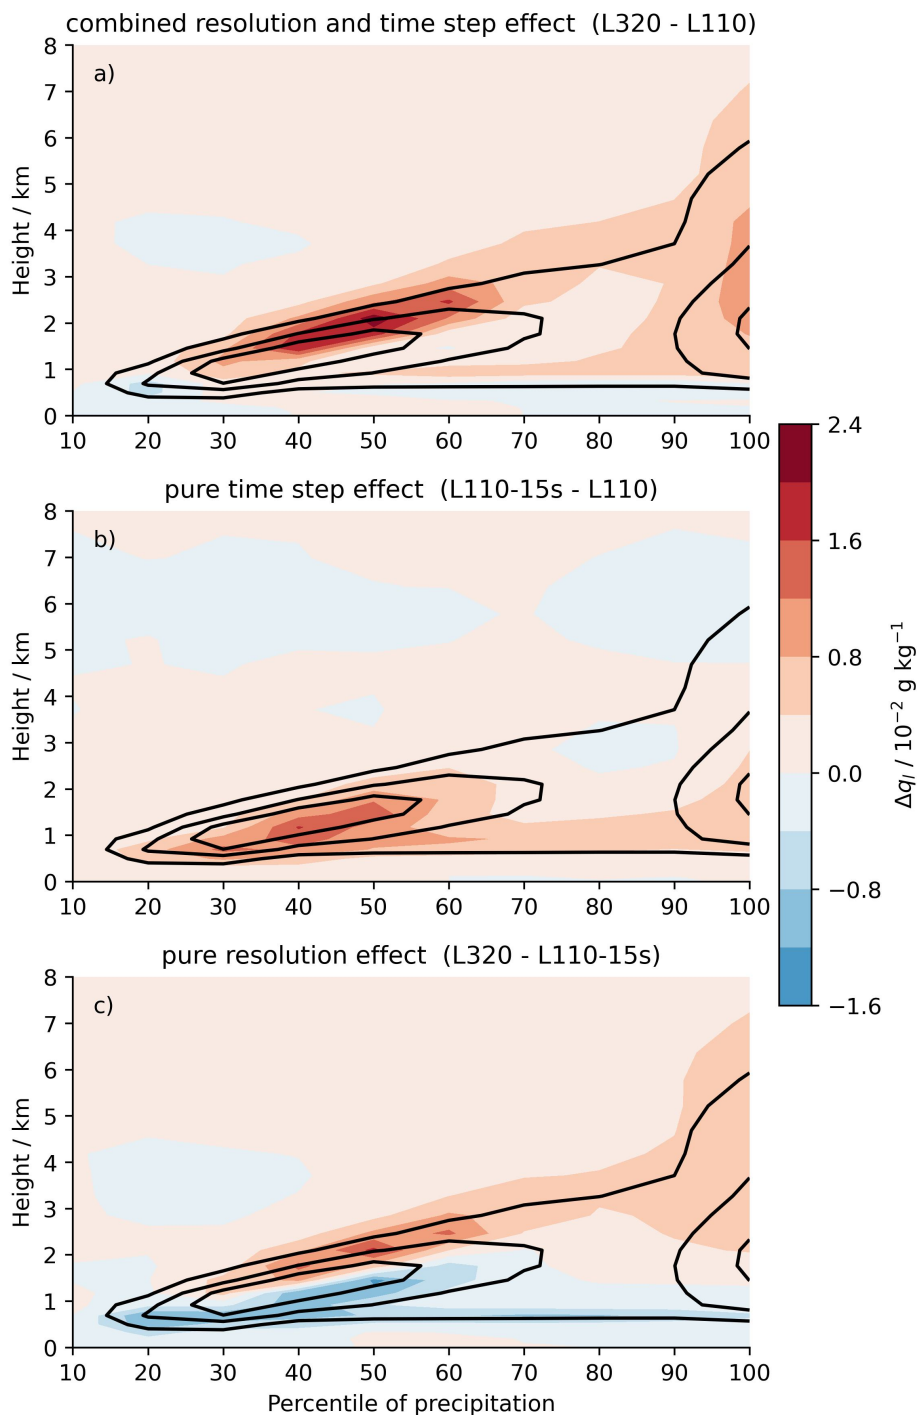 combined resolution and time step effect (L320 - L110)
a)
8
7
6
5
4
3
2
1
0
Height / km
10 20 30 40 50 60 70 80 90 100
pure time step effect (L110-15s - L110)
b)
8
7
6
5
4
3
2
1
0
Height / km
10 20 30 40 50 60 70 80 90 100
pure resolution effect (L320 - L110-15s)
c)
8
7
6
5
4
3
2
1
0
Height / km
10 20 30 40 50 60 70 80 90 100
Percentile of precipitation
2.4
1.6
0.8
0.0
−0.8
−1.6
Δqₗ / 10⁻² g kg⁻¹